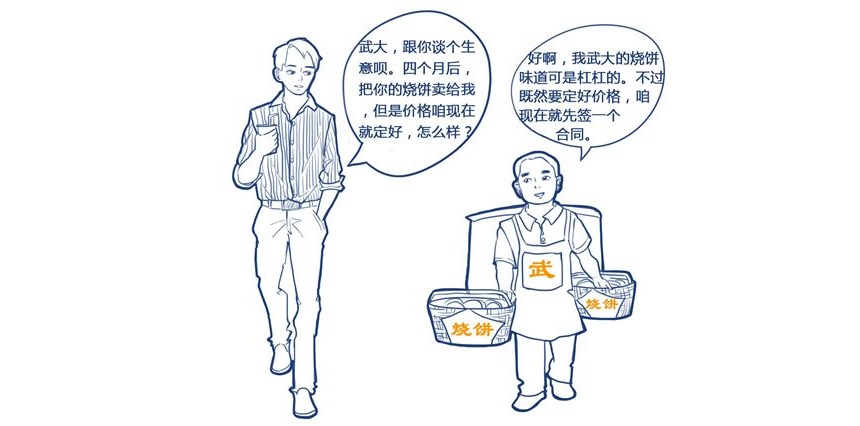 武大，跟你谈个生
意呗。四个月后，
把你的烧饼卖给我
，但是价格咱现在
就定好，怎么样？
好啊，我武大的烧饼
味道可是杠杠的。不过
既然要定好价格，咱
现在就先签一个
合同。
武
烧饼
烧饼